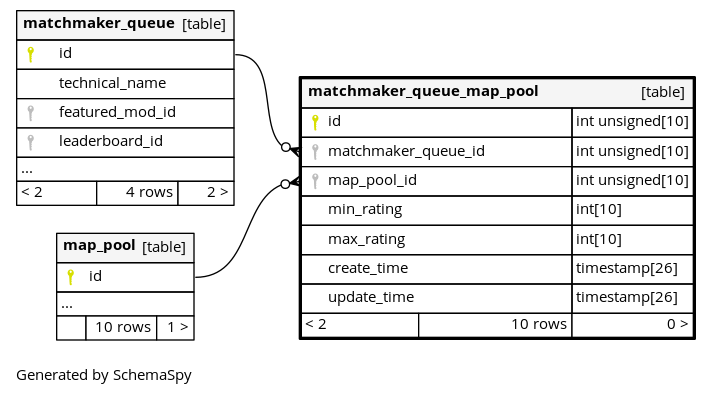 matchmaker_queue [table]
id
technical_name
featured_mod_id
leaderboard_id
...
< 2 4 rows 2 >
map_pool [table]
id
...
10 rows 1 >
matchmaker_queue_map_pool [table]
id int unsigned[10]
matchmaker_queue_id int unsigned[10]
map_pool_id int unsigned[10]
min_rating int[10]
max_rating int[10]
create_time timestamp[26]
update_time timestamp[26]
< 2 10 rows 0 >
Generated by SchemaSpy